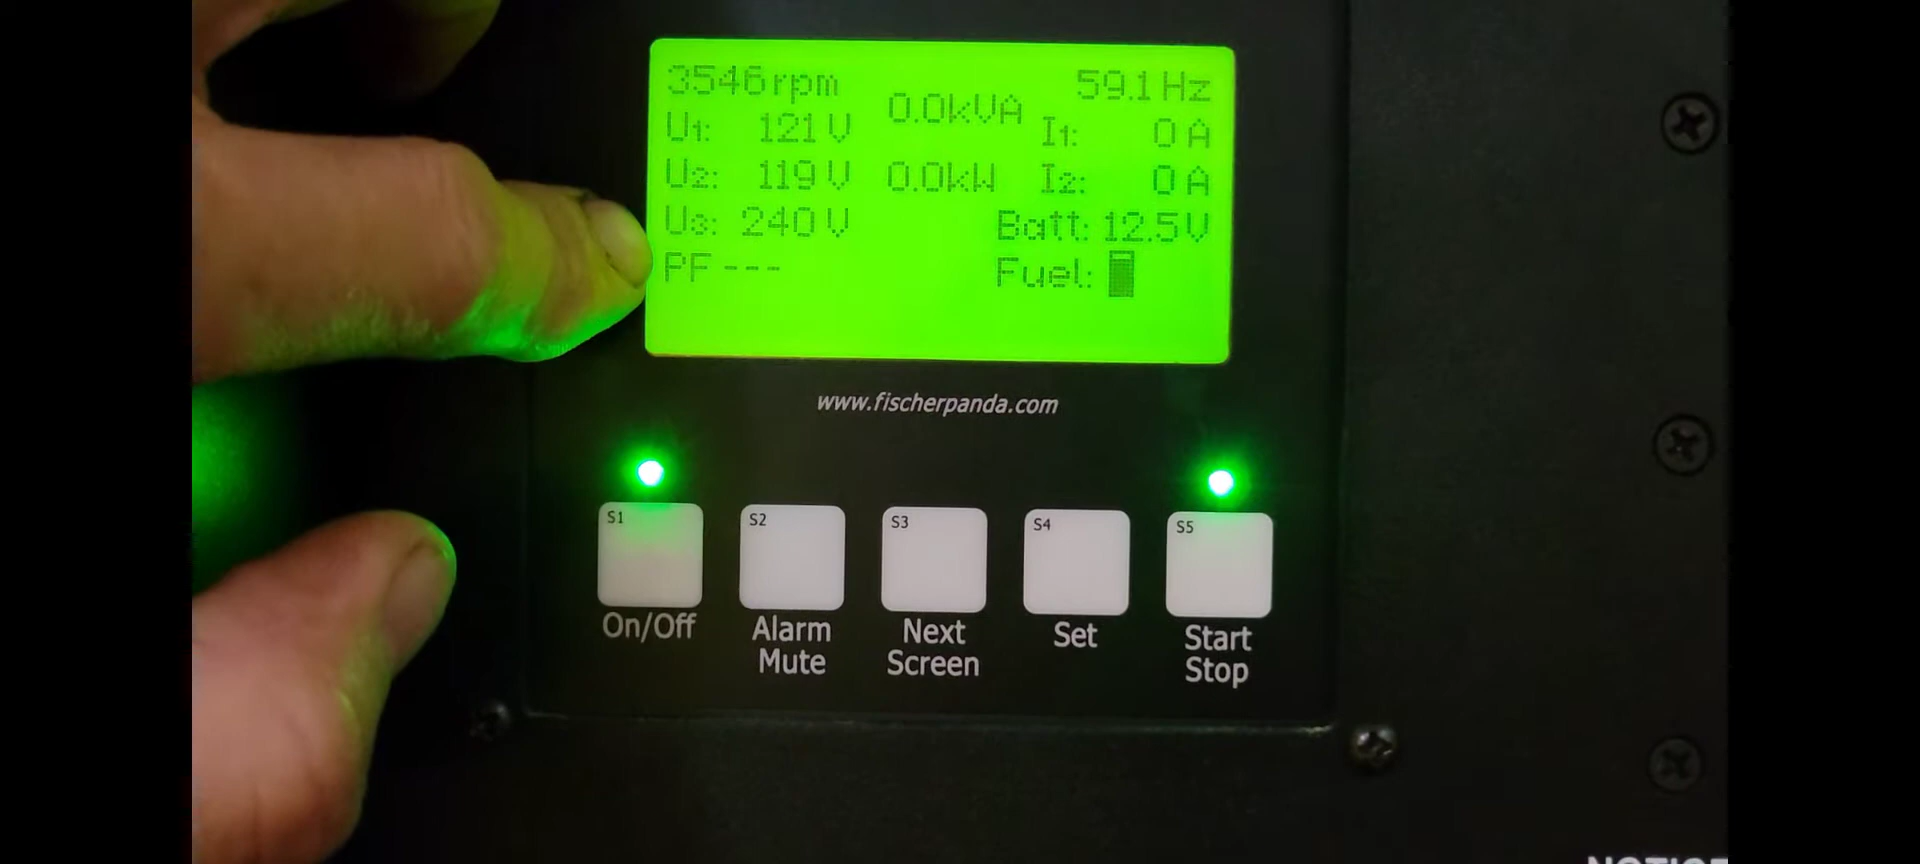 3546rpm 59.1Hz
0.0kVA
U1: 121V I1: 0A
U2: 119V 0.0kW I2: 0A
U3: 240V Batt: 12.5V
PF--- Fuel:
www.fischerpanda.com
S1 S2 S3 S4 S5
On/Off Alarm Mute Next Screen Set Start Stop
NOTICE